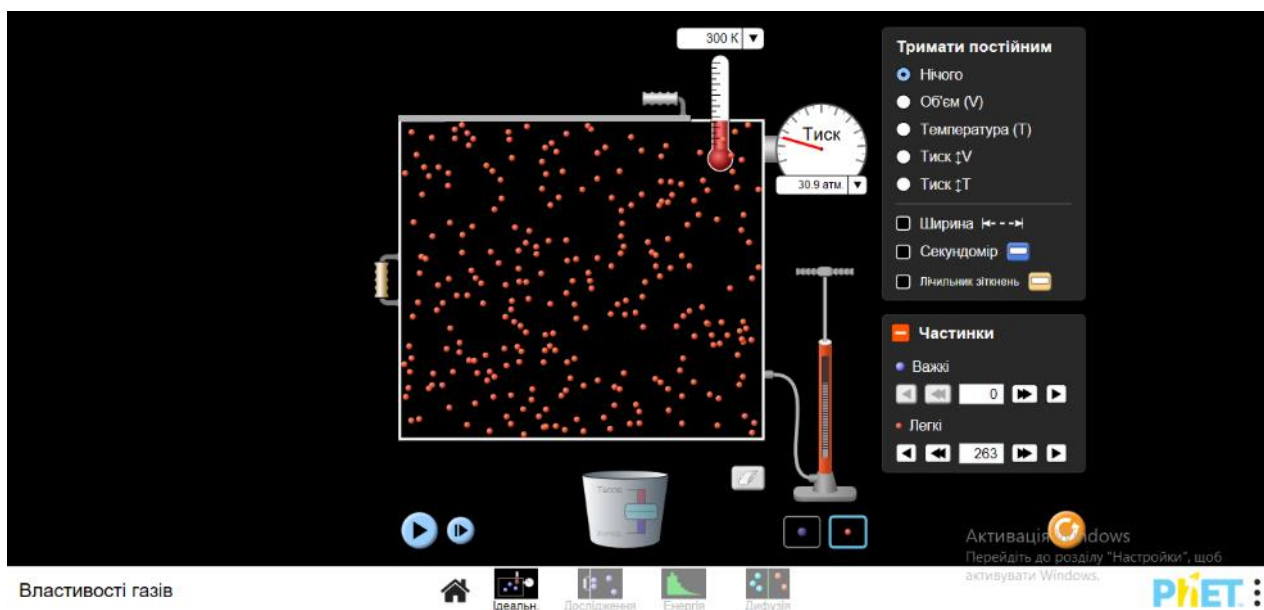 300 K
Тиск
30.9 атм.
Тримати постійним
Нічого
Об'єм (V)
Температура (T)
Тиск ↕V
Тиск ↕T
Ширина
Секундомір
Лічильник зіткнень
Частинки
Важкі
0
Легкі
263
Активація Windows
Перейдіть до розділу "Настройки", щоб
активувати Windows.
Властивості газів
Ідеальн.
Дослідження
Енергія
Дифузія
PhET